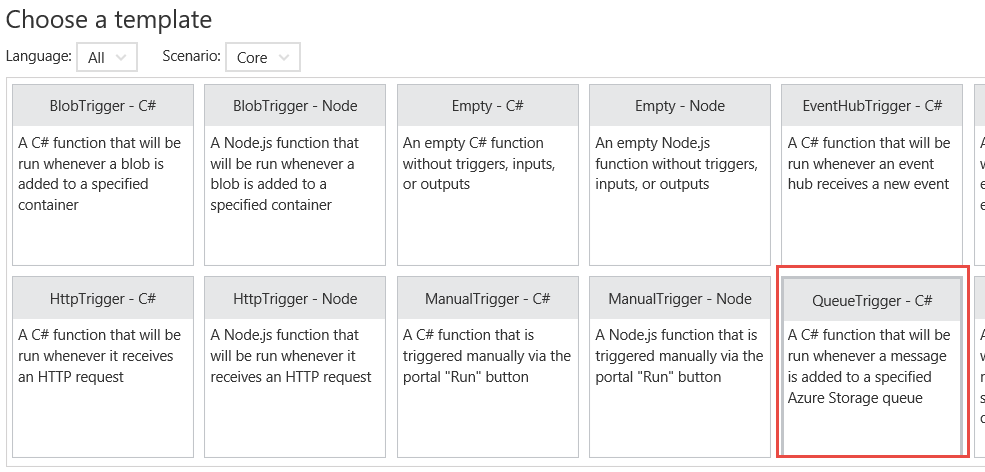 Choose a template
Language: All Scenario: Core
BlobTrigger - C#
A C# function that will be
run whenever a blob is
added to a specified
container
BlobTrigger - Node
A Node.js function that
will be run whenever a
blob is added to a
specified container
Empty - C#
An empty C# function
without triggers, inputs,
or outputs
Empty - Node
An empty Node.js
function without triggers,
inputs, or outputs
EventHubTrigger - C#
A C# function that will be
run whenever an event
hub receives a new event
HttpTrigger - C#
A C# function that will be
run whenever it receives
an HTTP request
HttpTrigger - Node
A Node.js function that
will be run whenever it
receives an HTTP request
ManualTrigger - C#
A C# function that is
triggered manually via the
portal "Run" button
ManualTrigger - Node
A Node.js function that is
triggered manually via the
portal "Run" button
QueueTrigger - C#
A C# function that will be
run whenever a message
is added to a specified
Azure Storage queue